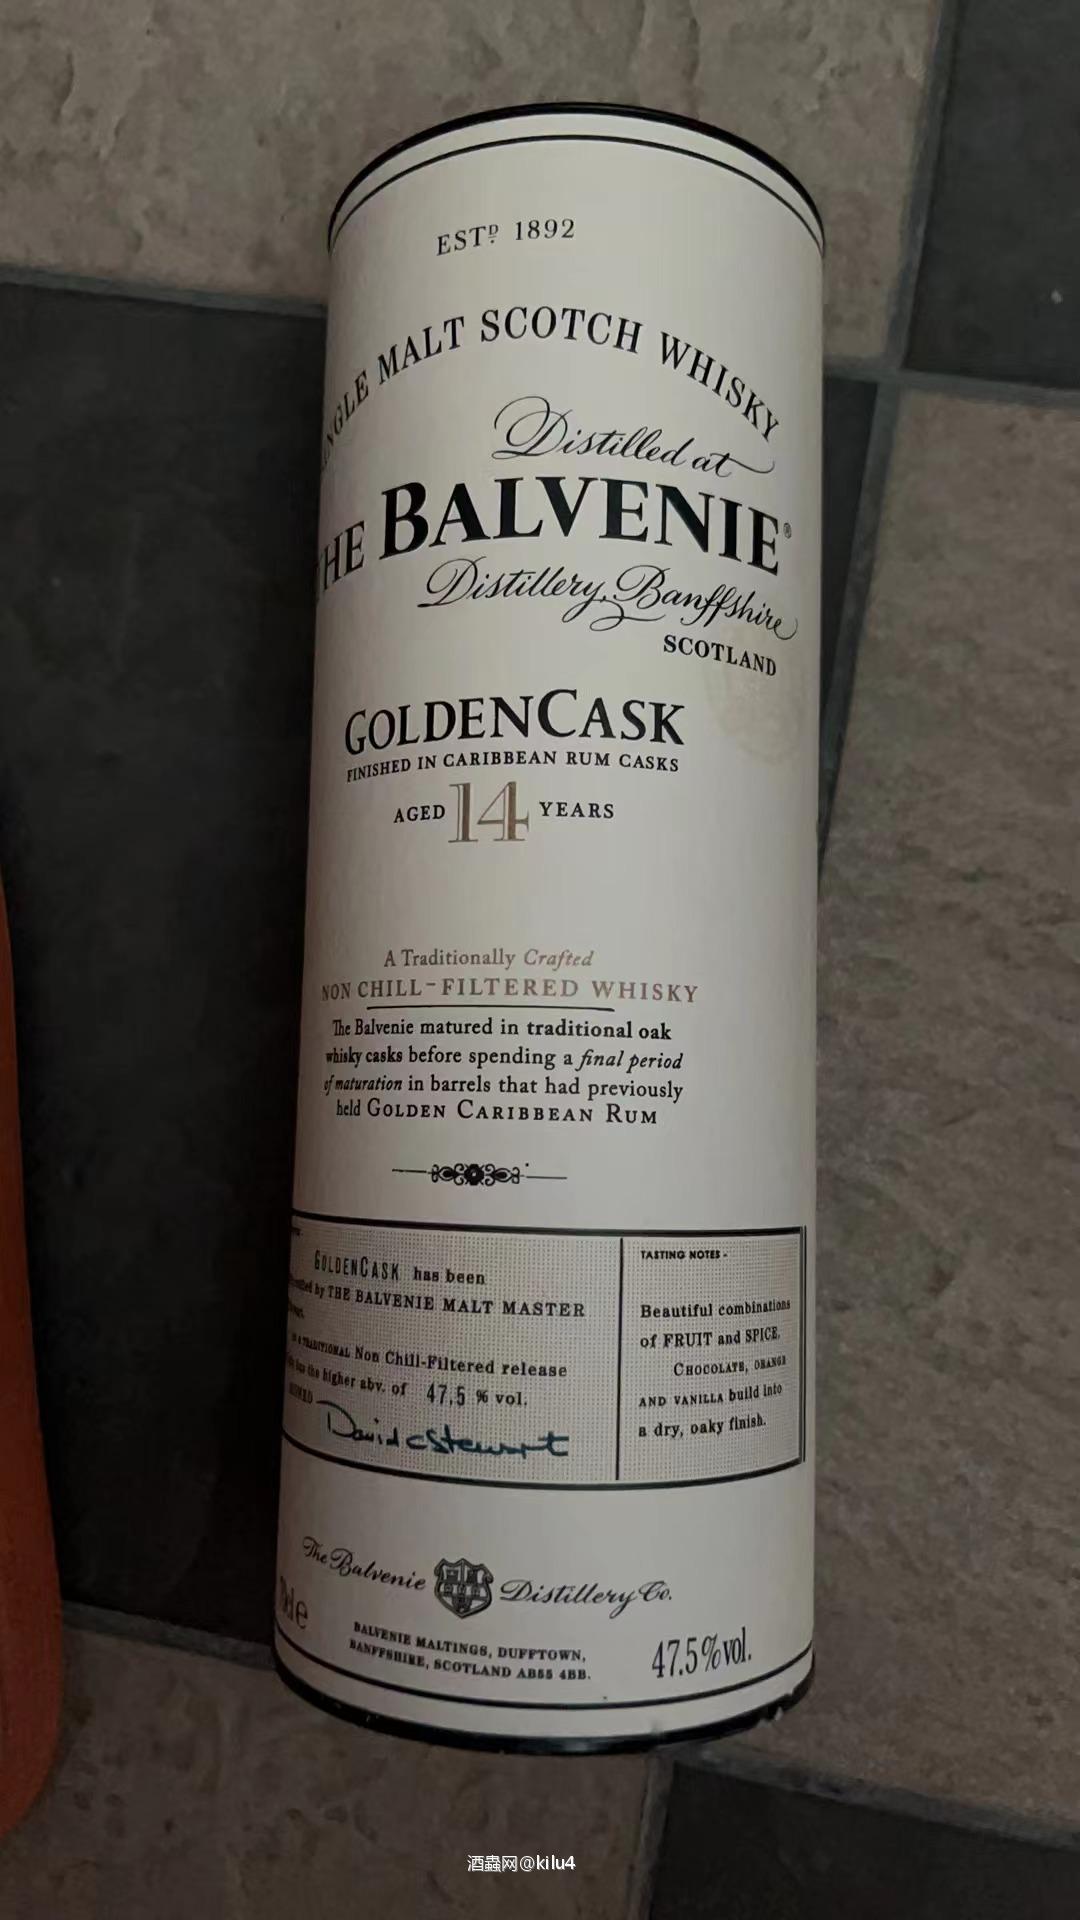 ESTD 1892
MALT SCOTCH WHISKY
Distilled at
THE BALVENIE®
Distillery, Banffshire
SCOTLAND
GOLDENCASK
FINISHED IN CARIBBEAN RUM CASKS
AGED 14 YEARS
A Traditionally Crafted
NON CHILL-FILTERED WHISKY
The Balvenie matured in traditional oak
whisky casks before spending a final period
of maturation in barrels that had previously
held GOLDEN CARIBBEAN RUM
GOLDENCASK has been
by THE BALVENIE MALT MASTER
TRADITIONAL Non Chill-Filtered release
the higher abv. of 47,5 % vol.
David C Stewart
TASTING NOTES -
Beautiful combinations
of FRUIT and SPICE.
CHOCOLATE, ORANGE
AND VANILLA build into
a dry, oaky finish.
The Balvenie Distillery Co.
BALVENIE MALTINGS, DUFFTOWN,
BANFFSHIRE, SCOTLAND AB55 4BB.
47.5%vol.
酒蟲网@kilu4